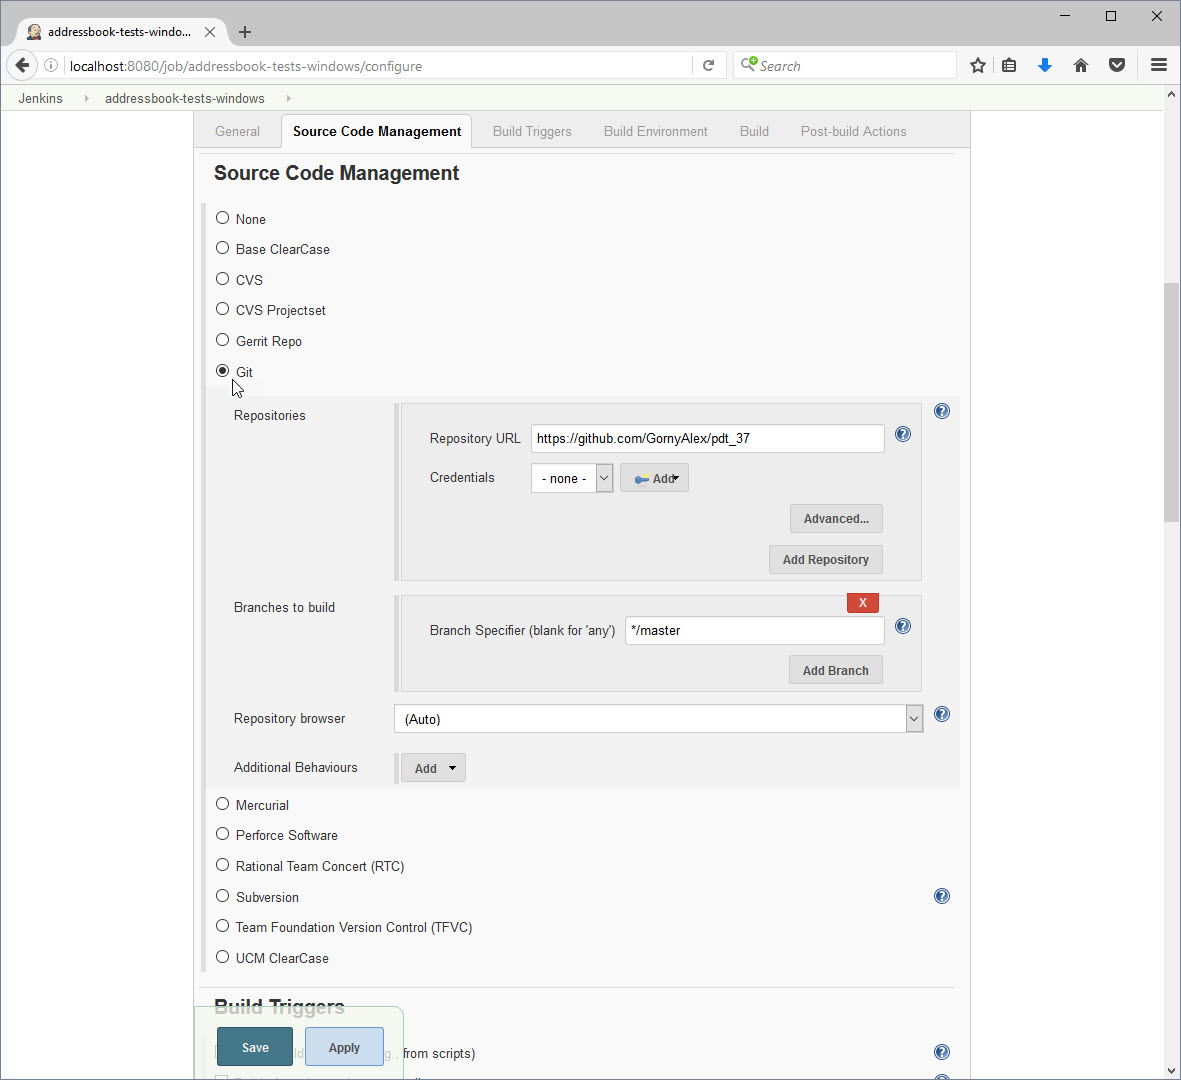 addressbook-tests-windo...
localhost:8080/job/addressbook-tests-windows/configure
Search
Jenkins addressbook-tests-windows
General Source Code Management Build Triggers Build Environment Build Post-build Actions
Source Code Management
None
Base ClearCase
CVS
CVS Projectset
Gerrit Repo
Git
Repositories
Repository URL https://github.com/GornyAlex/pdt_37
Credentials - none - Add
Advanced...
Add Repository
Branches to build
X
Branch Specifier (blank for 'any') */master
Add Branch
Repository browser (Auto)
Additional Behaviours Add
Mercurial
Perforce Software
Rational Team Concert (RTC)
Subversion
Team Foundation Version Control (TFVC)
UCM ClearCase
Build Triggers
Save Apply from scripts)